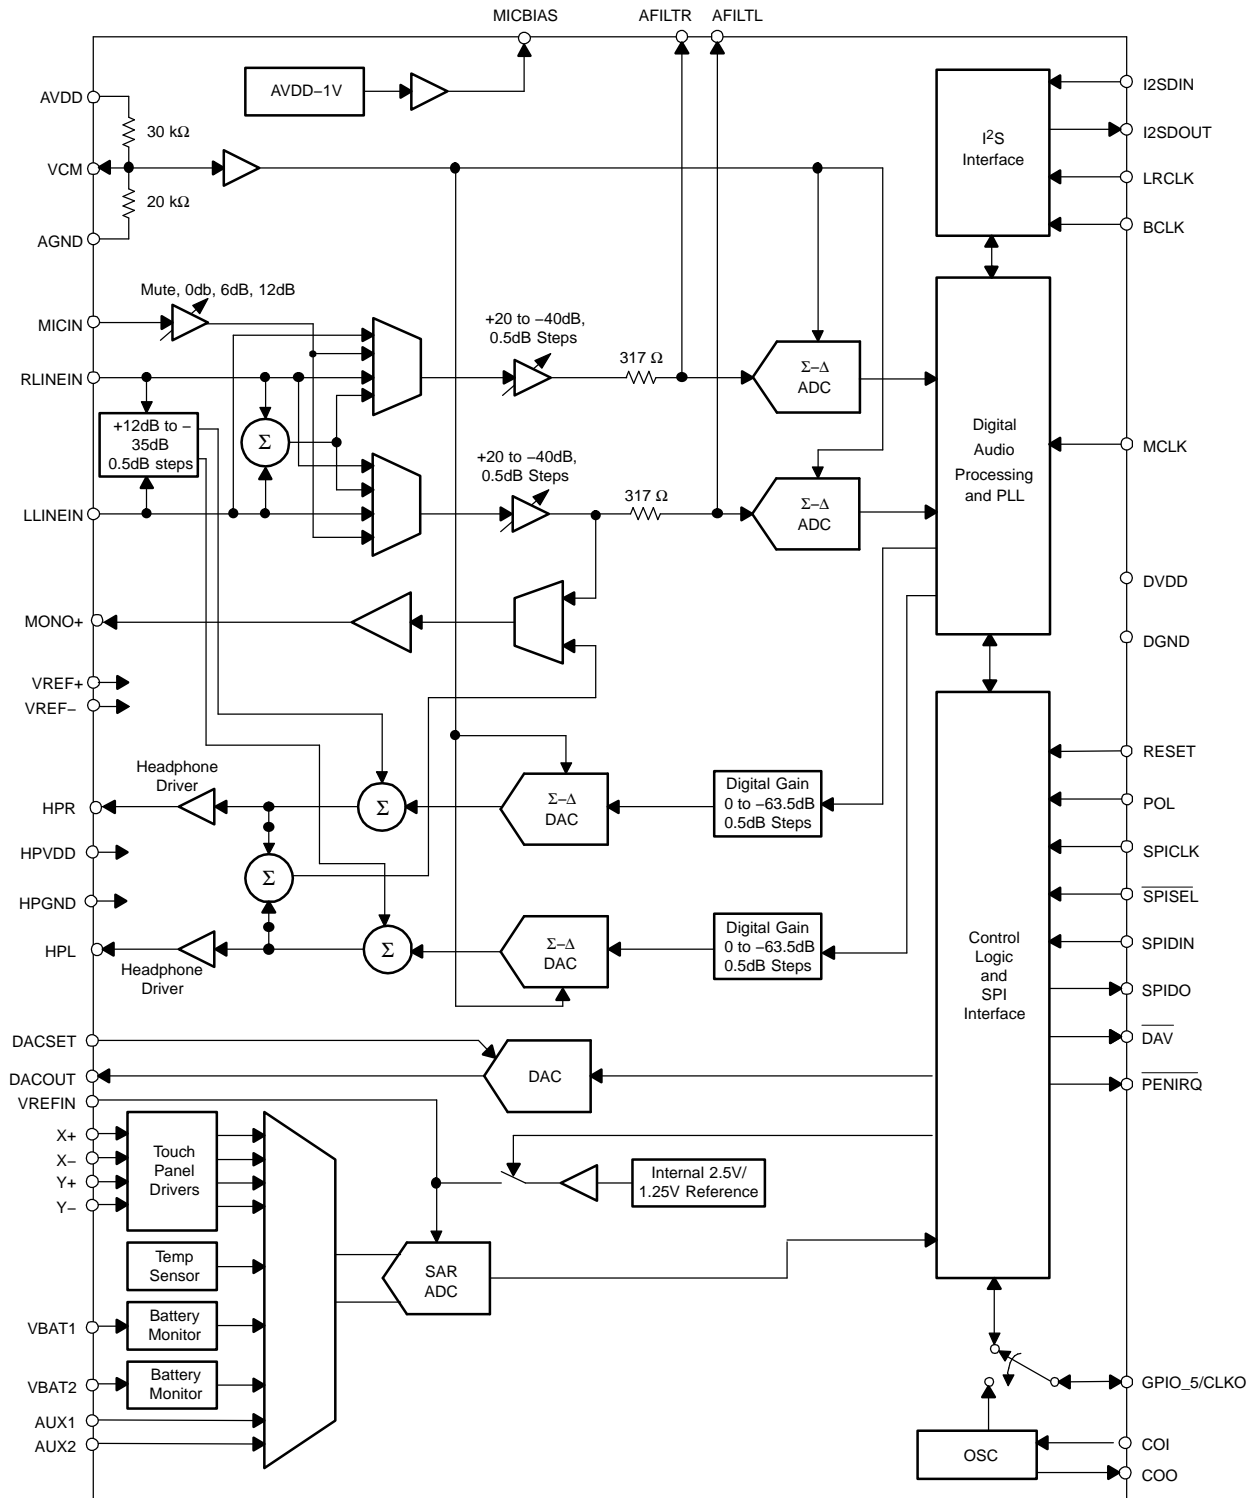 MICBIAS
AFILTR
AFILTL
AVDD
30 kΩ
VCM
20 kΩ
AGND
AVDD–1V
I2SDIN
I2SDOUT
LRCLK
BCLK
I²S
Interface
Mute, 0db, 6dB, 12dB
MICIN
+20 to –40dB,
0.5dB Steps
317 Ω
Σ–Δ
ADC
RLINEIN
+12dB to –
35dB
0.5dB steps
Σ
Digital
Audio
Processing
and PLL
MCLK
+20 to –40dB,
0.5dB Steps
317 Ω
Σ–Δ
ADC
LLINEIN
DVDD
DGND
MONO+
VREF+
VREF–
Headphone
Driver
HPR
Σ
Σ–Δ
DAC
Digital Gain
0 to –63.5dB
0.5dB Steps
HPVDD
Σ
HPGND
HPL
Headphone
Driver
Σ
Σ–Δ
DAC
Digital Gain
0 to –63.5dB
0.5dB Steps
Control
Logic
and
SPI
Interface
RESET
POL
SPICLK
SPISEL
SPIDIN
SPIDO
DAV
PENIRQ
DACSET
DACOUT
DAC
VREFIN
X+
X–
Y+
Y–
Touch
Panel
Drivers
Internal 2.5V/
1.25V Reference
Temp
Sensor
SAR
ADC
VBAT1
Battery
Monitor
VBAT2
Battery
Monitor
AUX1
AUX2
GPIO_5/CLKO
OSC
COI
COO